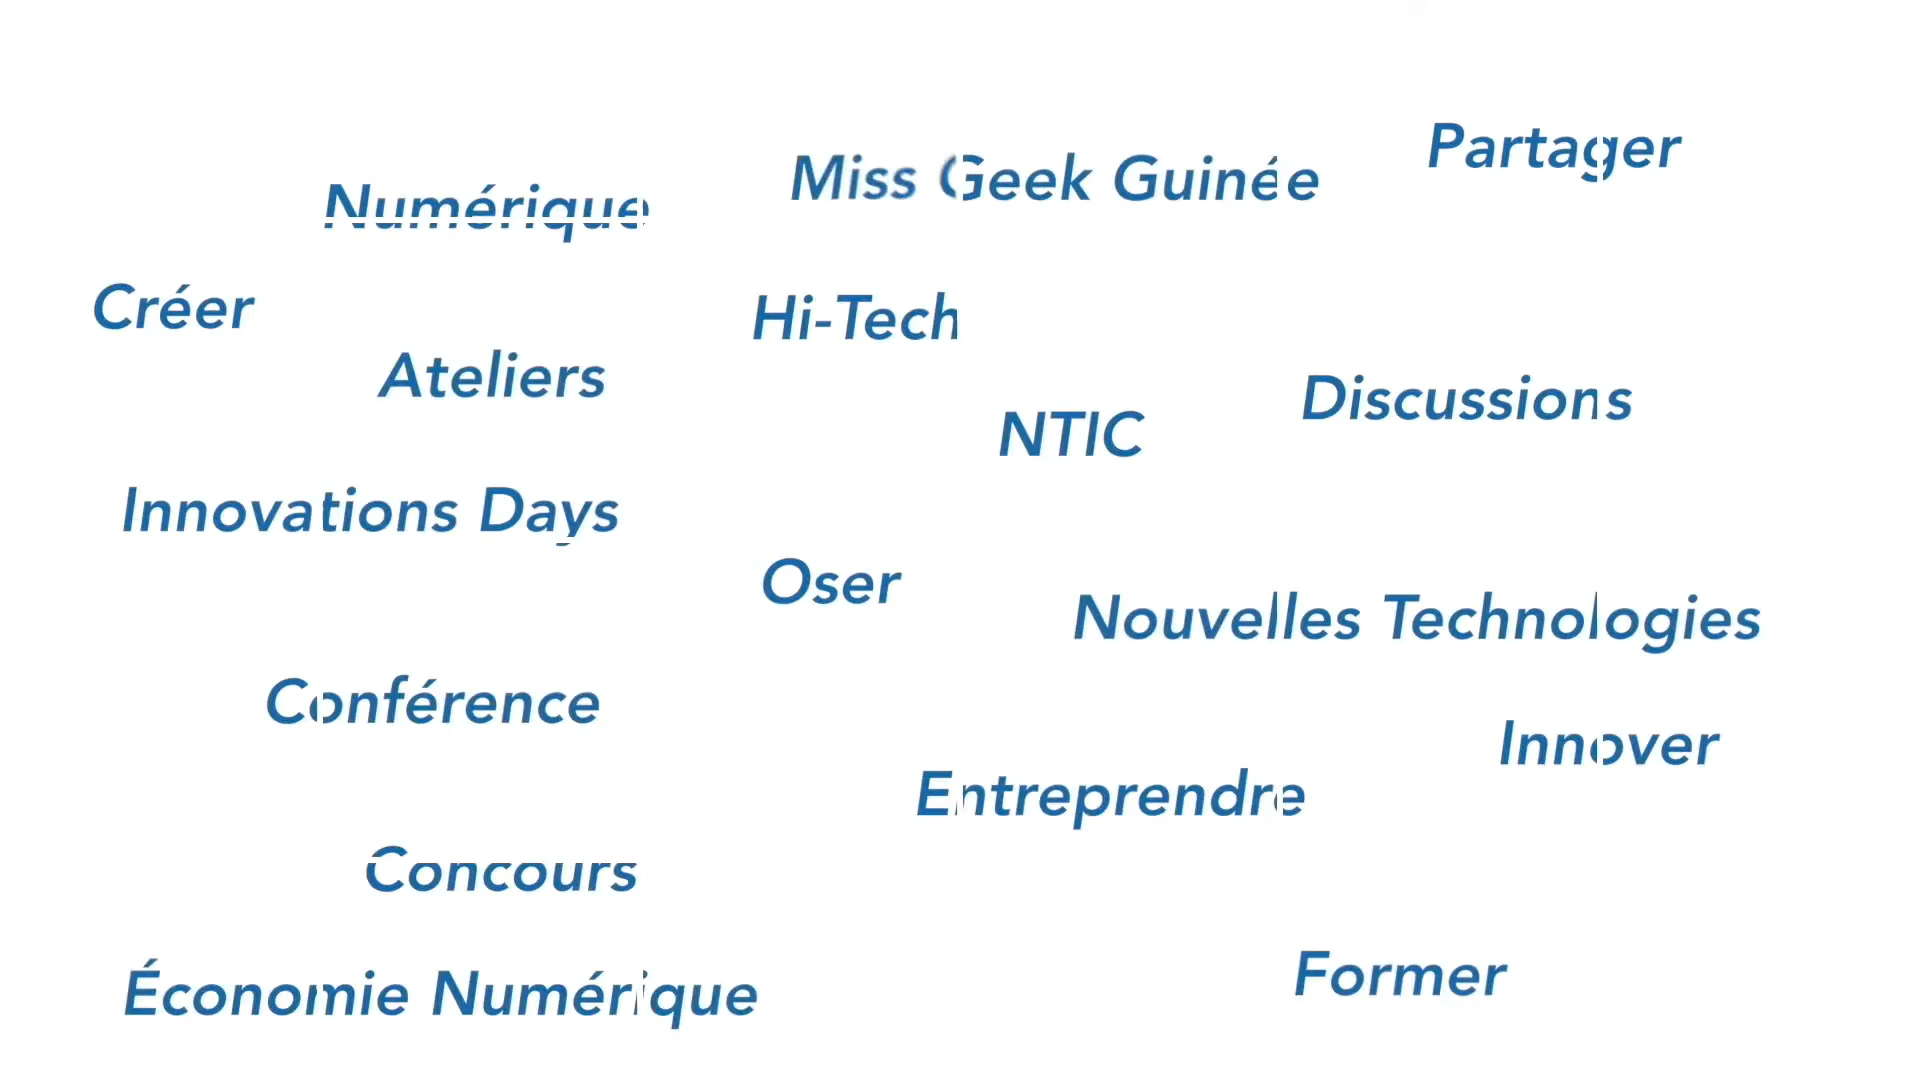 Partager
Miss Geek Guinée
Numérique
Créer
Hi-Tech
Ateliers
Discussions
NTIC
Innovations Days
Oser
Nouvelles Technologies
Conférence
Innover
Entreprendre
Concours
Économie Numérique
Former